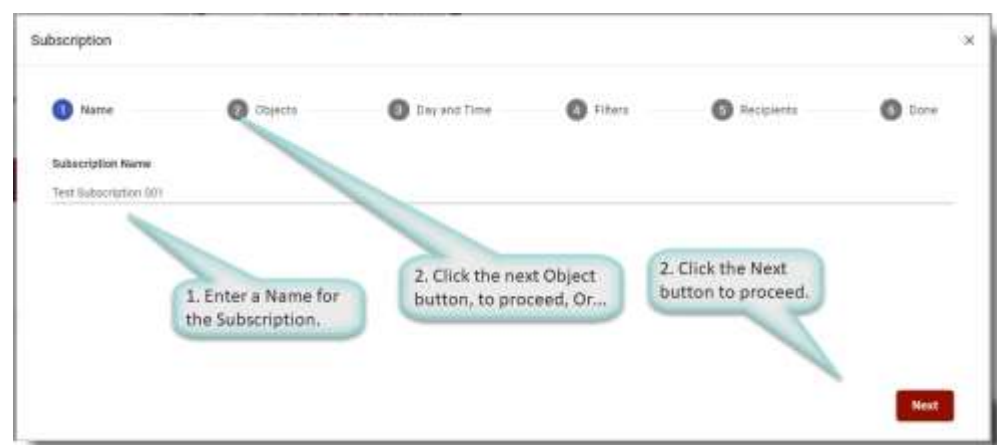 Subscription ×
1 Name 2 Objects 3 Day and Time 4 Filters 5 Recipients 6 Done
Subscription Name
Test Subscription 001
1. Enter a Name for
the Subscription.
2. Click the next Object
button, to proceed, Or...
2. Click the Next
button to proceed.
Next